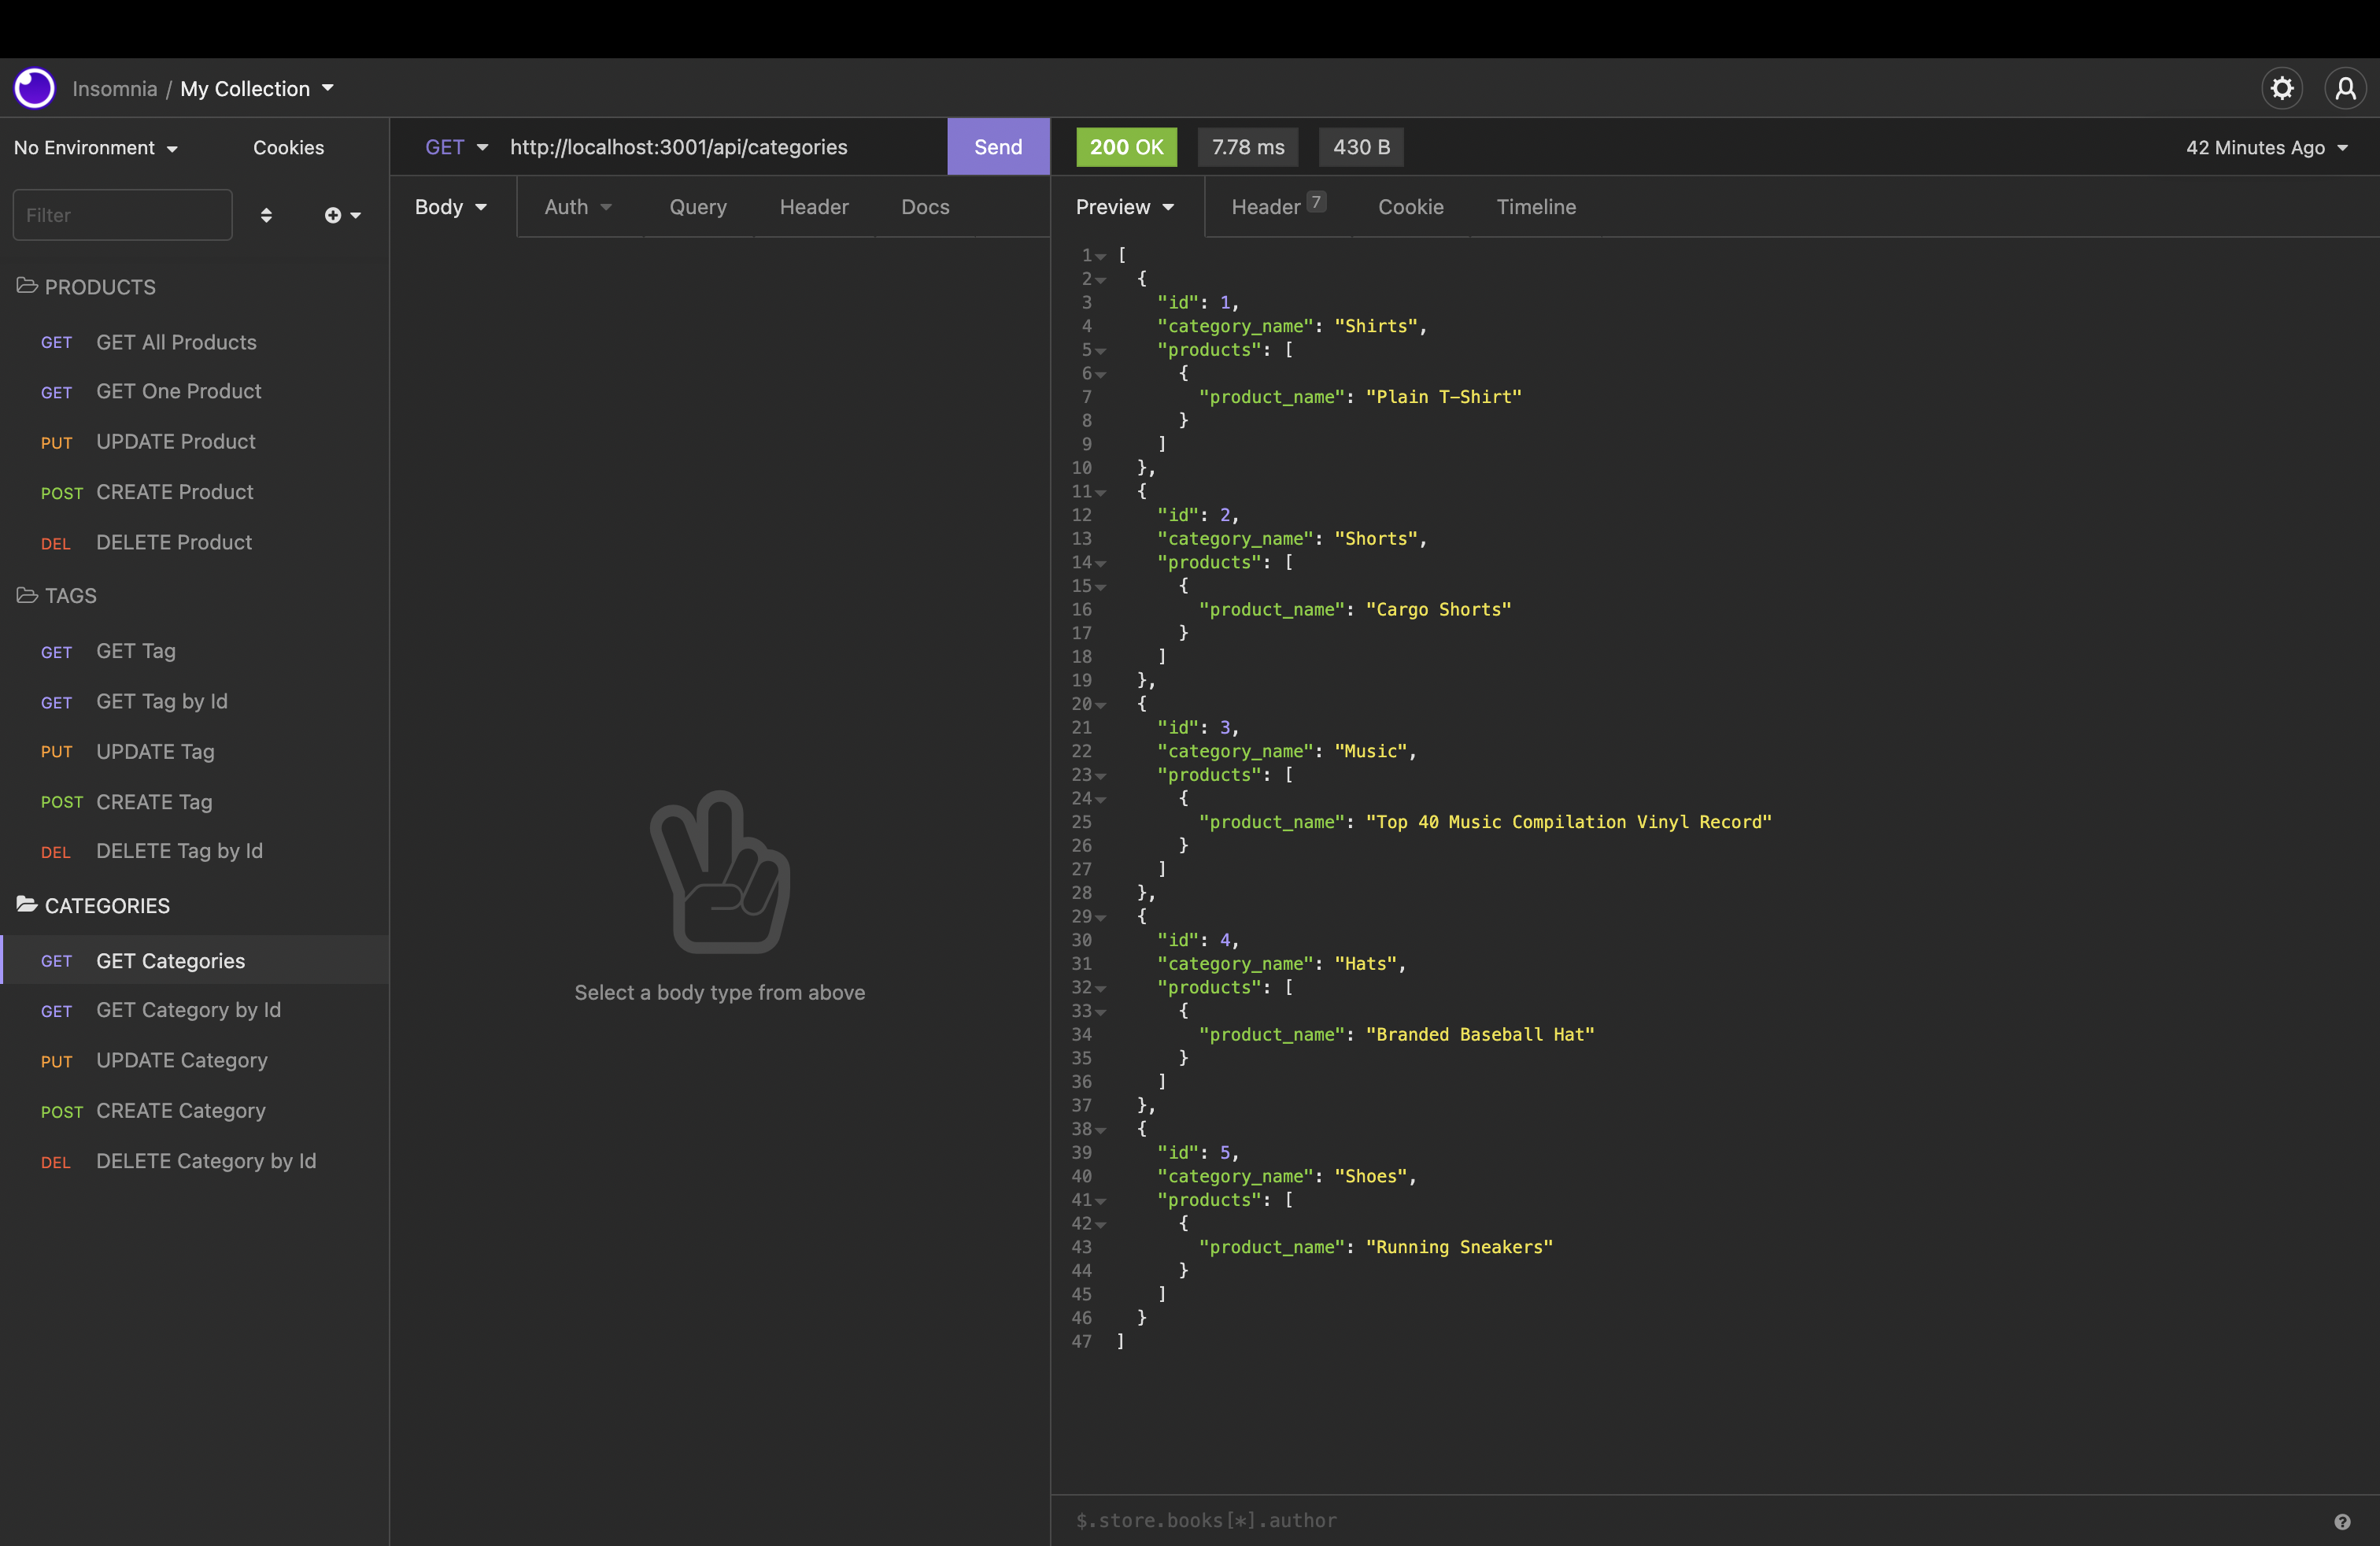 Insomnia / My Collection
No Environment
Cookies
Filter
PRODUCTS
GET GET All Products
GET GET One Product
PUT UPDATE Product
POST CREATE Product
DEL DELETE Product
TAGS
GET GET Tag
GET GET Tag by Id
PUT UPDATE Tag
POST CREATE Tag
DEL DELETE Tag by Id
CATEGORIES
GET GET Categories
GET GET Category by Id
PUT UPDATE Category
POST CREATE Category
DEL DELETE Category by Id
GET http://localhost:3001/api/categories Send
Body Auth Query Header Docs
Select a body type from above
200 OK 7.78 ms 430 B 42 Minutes Ago
Preview Header 7 Cookie Timeline
1 [
2 {
3 "id": 1,
4 "category_name": "Shirts",
5 "products": [
6 {
7 "product_name": "Plain T-Shirt"
8 }
9 ]
10 },
11 {
12 "id": 2,
13 "category_name": "Shorts",
14 "products": [
15 {
16 "product_name": "Cargo Shorts"
17 }
18 ]
19 },
20 {
21 "id": 3,
22 "category_name": "Music",
23 "products": [
24 {
25 "product_name": "Top 40 Music Compilation Vinyl Record"
26 }
27 ]
28 },
29 {
30 "id": 4,
31 "category_name": "Hats",
32 "products": [
33 {
34 "product_name": "Branded Baseball Hat"
35 }
36 ]
37 },
38 {
39 "id": 5,
40 "category_name": "Shoes",
41 "products": [
42 {
43 "product_name": "Running Sneakers"
44 }
45 ]
46 }
47 ]
$.store.books[*].author